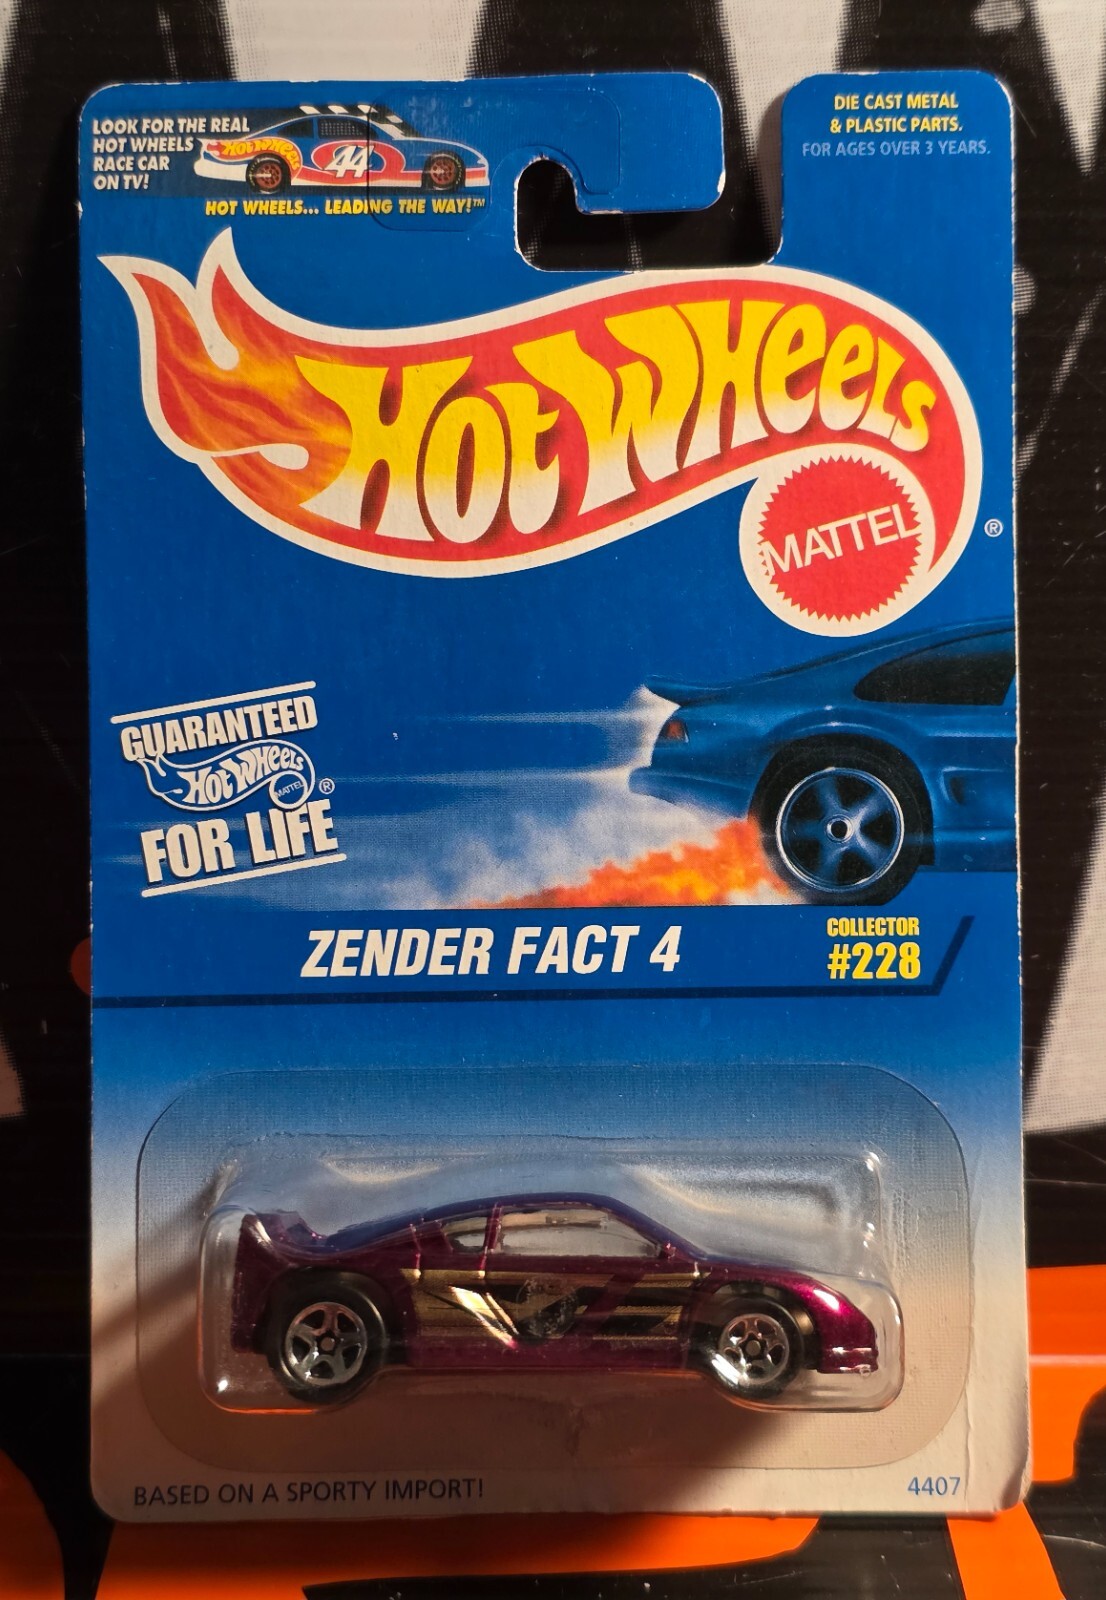 LOOK FOR THE REAL
HOT WHEELS
RACE CAR
ON TV!
HOT WHEELS
44
HOT WHEELS... LEADING THE WAY!™
DIE CAST METAL
& PLASTIC PARTS.
FOR AGES OVER 3 YEARS.
HOT WHEELS
MATTEL
®
GUARANTEED
HOT WHEELS
MATTEL ®
FOR LIFE
ZENDER FACT 4
COLLECTOR
#228
BASED ON A SPORTY IMPORT!
4407